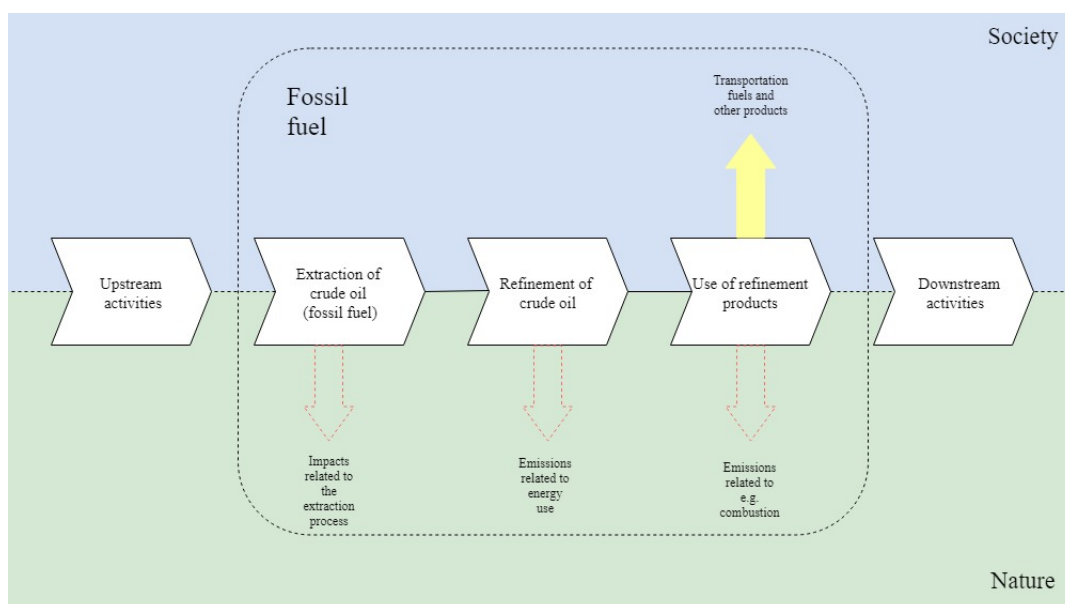 Society
Fossil
fuel
Transportation
fuels and
other products
Upstream
activities
Extraction of
crude oil
(fossil fuel)
Refinement of
crude oil
Use of refinement
products
Downstream
activities
Impacts
related to
the
extraction
process
Emissions
related to
energy
use
Emissions
related to
e.g.
combustion
Nature